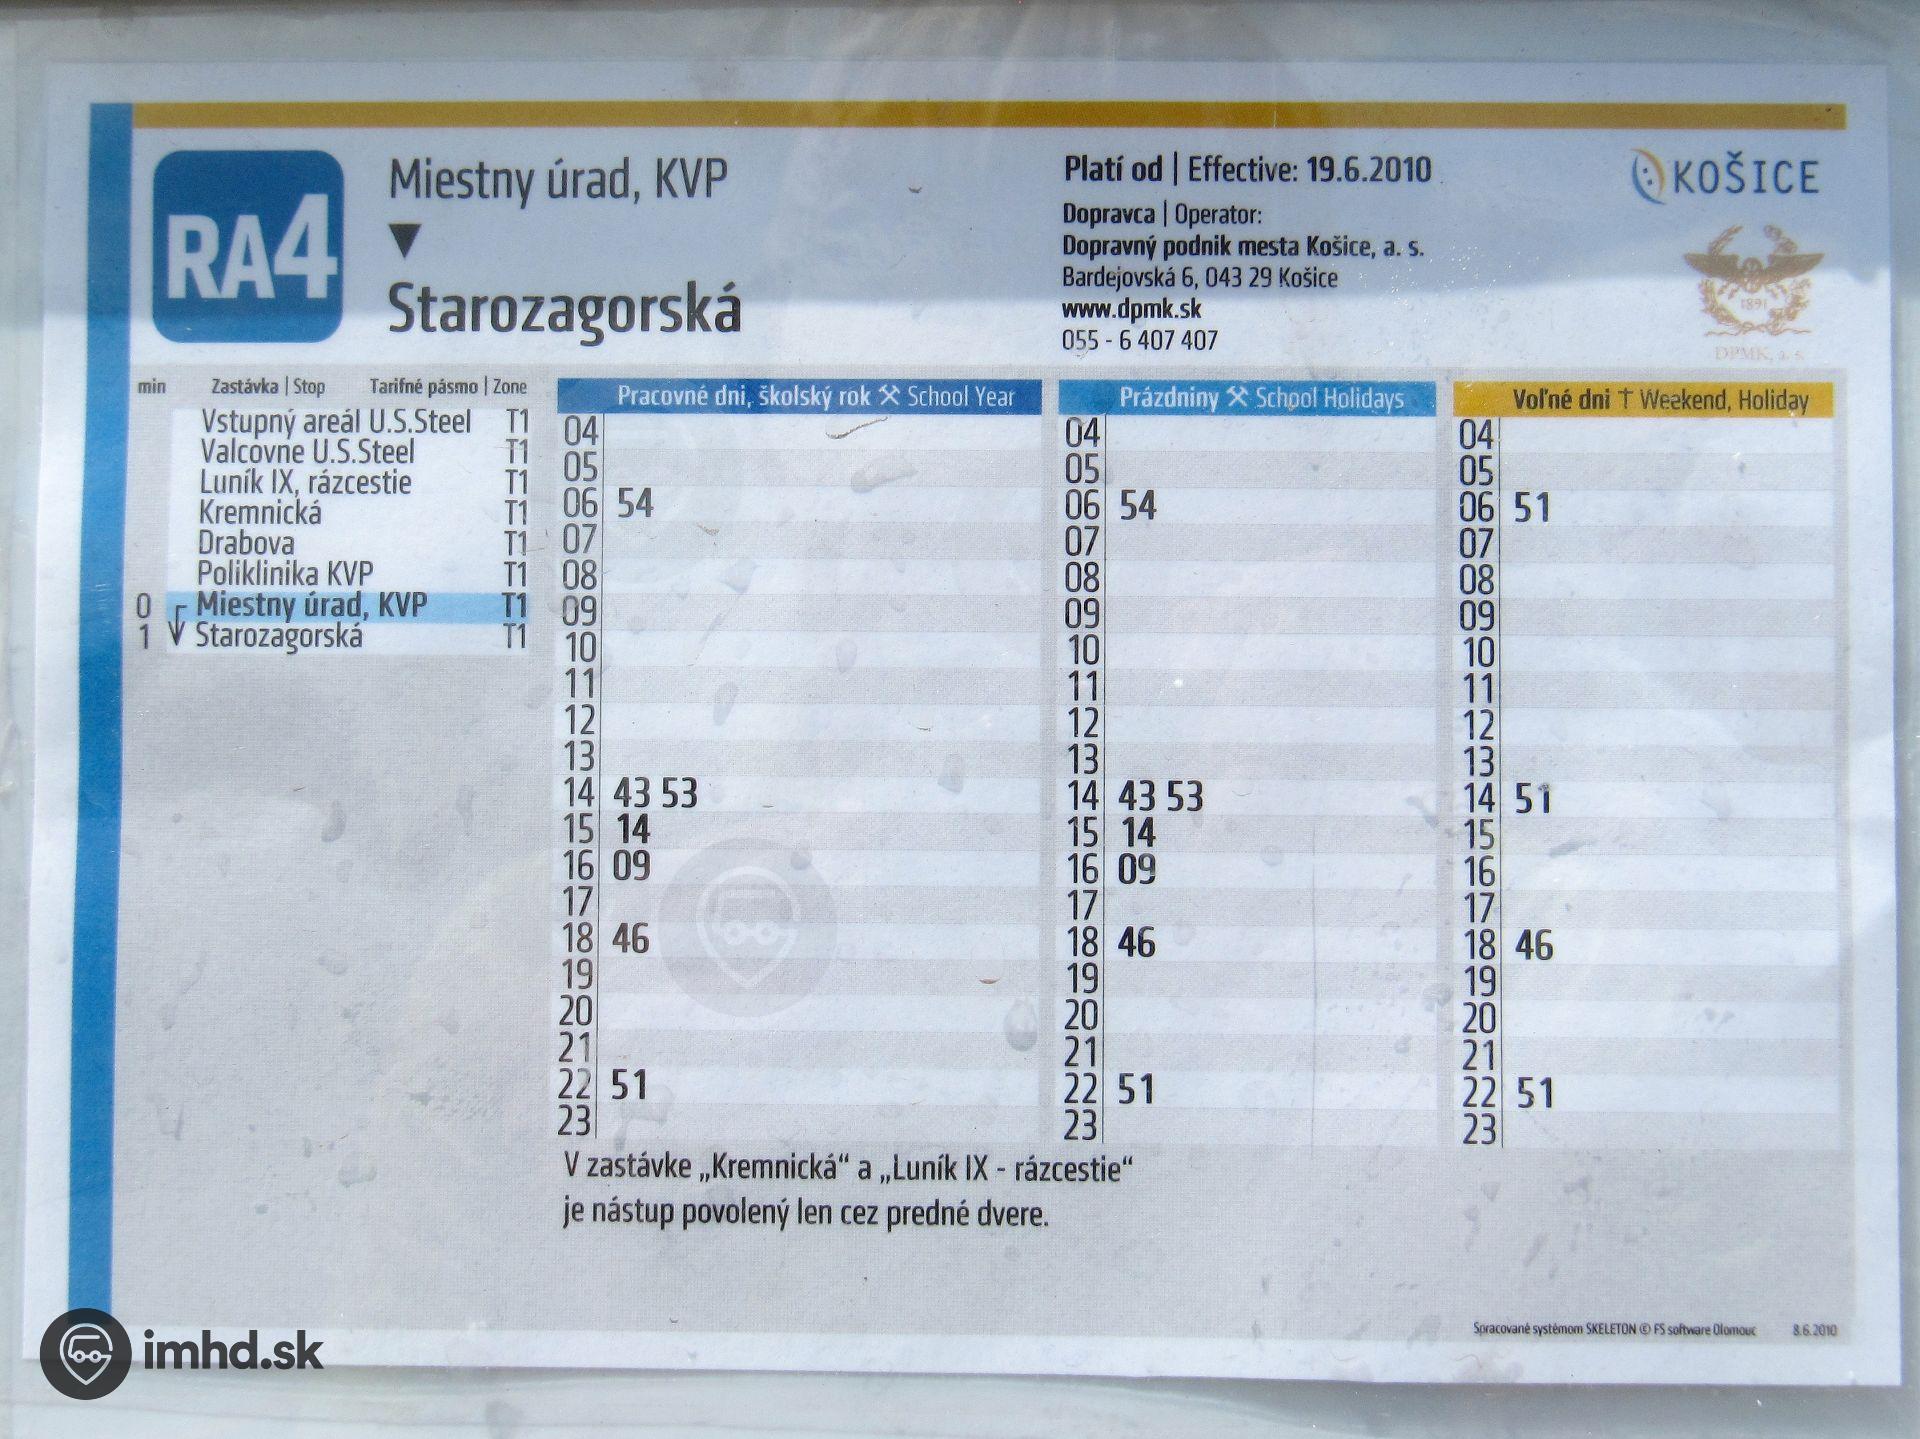 RA4
Miestny úrad, KVP
▼
Starozagorská
Platí od | Effective: 19.6.2010
Dopravca | Operator:
Dopravný podnik mesta Košice, a. s.
Bardejovská 6, 043 29 Košice
www.dpmk.sk
055 - 6 407 407
KOŠICE
1891
DPMK, a. s.
min Zastávka | Stop Tarifné pásmo | Zone
Vstupný areál U.S.Steel T1
Valcovne U.S.Steel T1
Luník IX, rázcestie T1
Kremnická T1
Drabova T1
Poliklinika KVP T1
0 Miestny úrad, KVP T1
1 Starozagorská T1
Pracovné dni, školský rok ⚒ School Year
04
05
06 54
07
08
09
10
11
12
13
14 43 53
15 14
16 09
17
18 46
19
20
21
22 51
23
Prázdniny ⚒ School Holidays
04
05
06 54
07
08
09
10
11
12
13
14 43 53
15 14
16 09
17
18 46
19
20
21
22 51
23
Voľné dni † Weekend, Holiday
04
05
06 51
07
08
09
10
11
12
13
14 51
15
16
17
18 46
19
20
21
22 51
23
V zastávke „Kremnická“ a „Luník IX - rázcestie“
je nástup povolený len cez predné dvere.
Spracované systémom SKELETON © FS software Olomouc 8.6.2010
imhd.sk